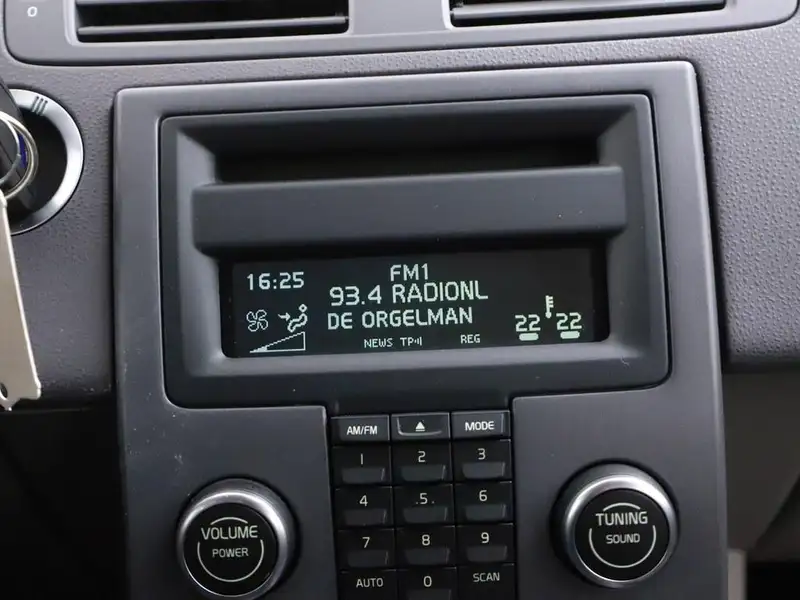 0
16:25
FM1
93.4 RADIONL
DE ORGELMAN
22 22
NEWS TP REG
AM/FM MODE
1 2 3
4 .5. 6
7 8 9
AUTO 0 SCAN
VOLUME
POWER
TUNING
SOUND